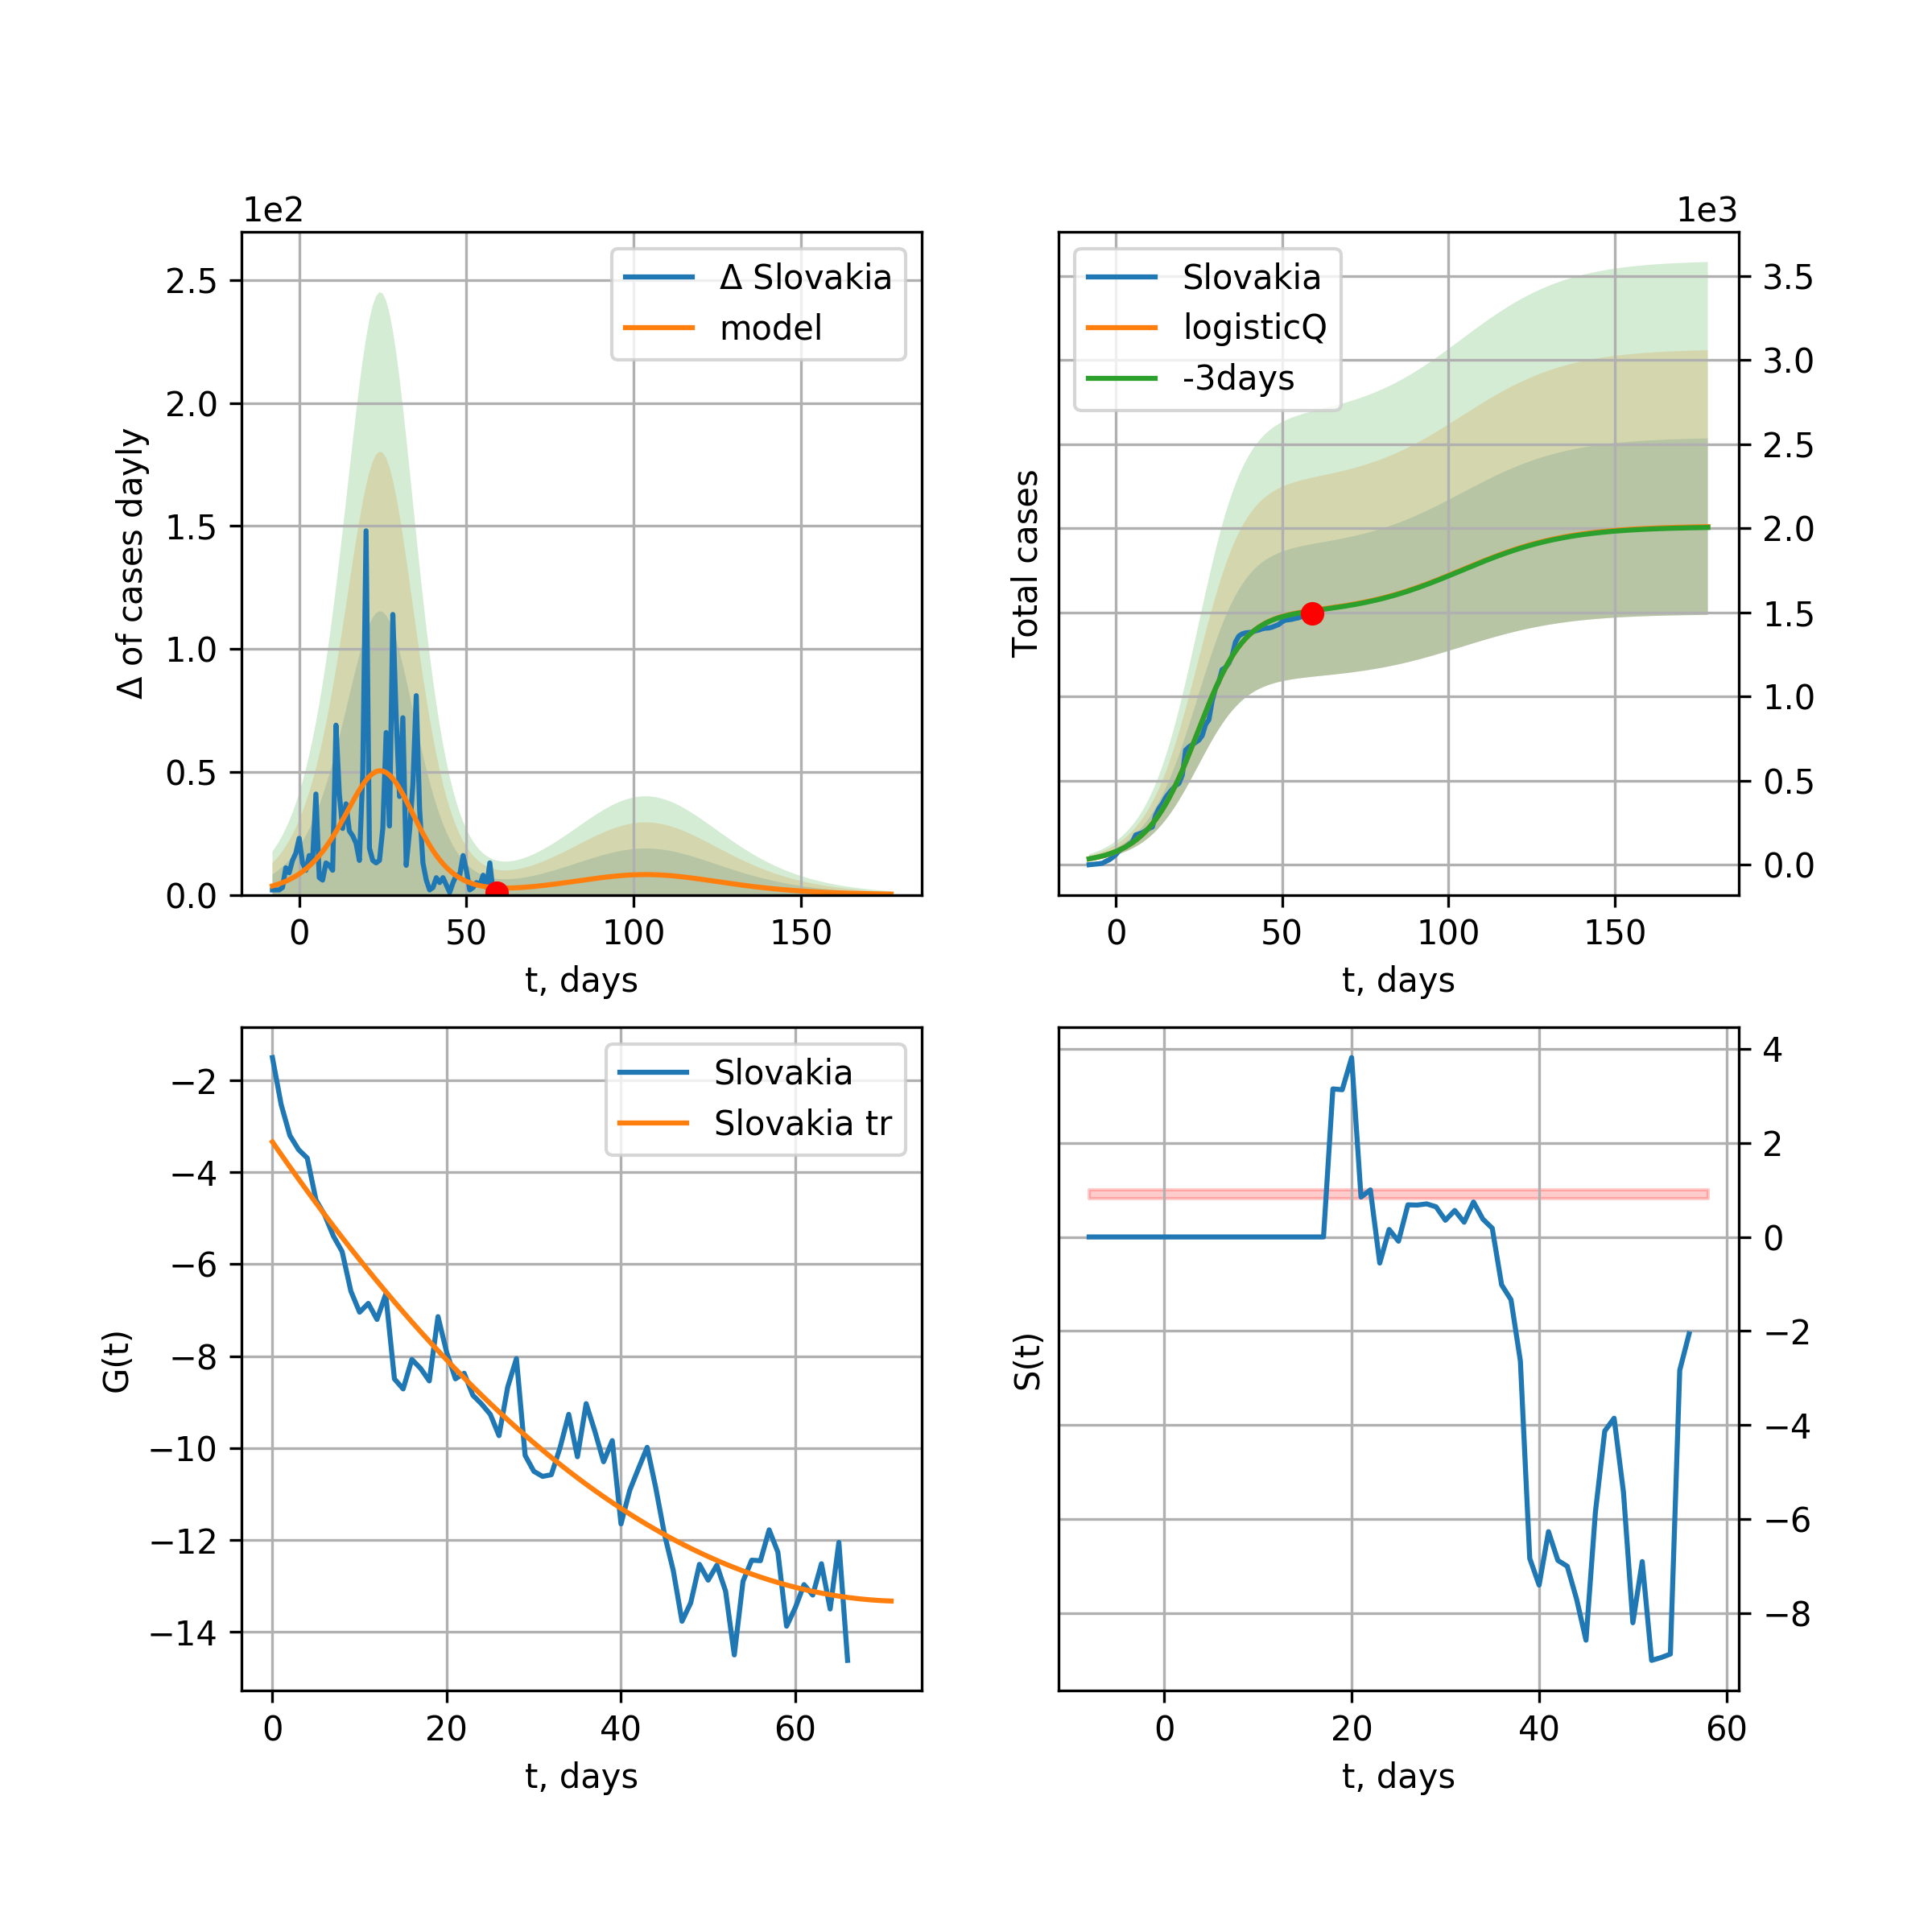 1e2
2.5
2.0
1.5
1.0
0.5
0.0
Δ of cases dayly
Δ Slovakia
model
0
50
100
150
t, days
1e3
3.5
3.0
2.5
2.0
1.5
1.0
0.5
0.0
Total cases
Slovakia
logisticQ
-3days
0
50
100
150
t, days
−2
−4
−6
−8
−10
−12
−14
G(t)
Slovakia
Slovakia tr
0
20
40
60
t, days
4
2
0
−2
−4
−6
−8
S(t)
0
20
40
60
t, days